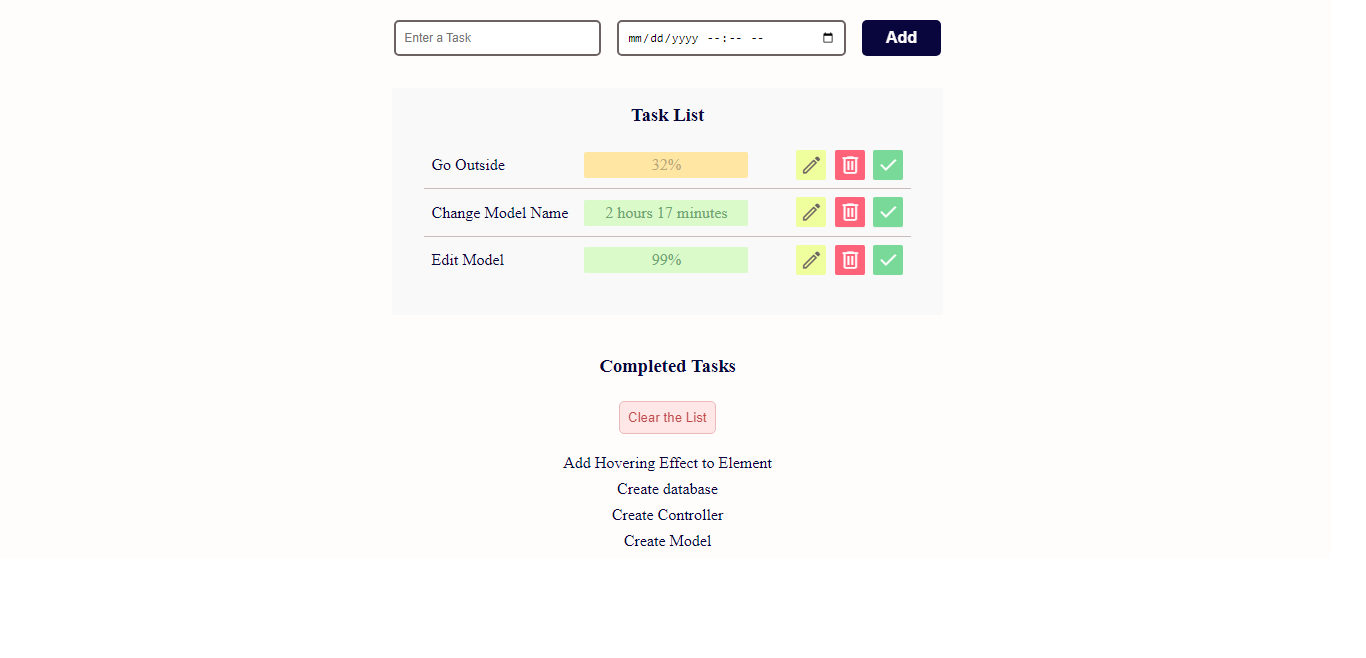 Enter a Task
mm/dd/yyyy --:-- --
Add
Task List
Go Outside 32%
Change Model Name 2 hours 17 minutes
Edit Model 99%
Completed Tasks
Clear the List
Add Hovering Effect to Element
Create database
Create Controller
Create Model